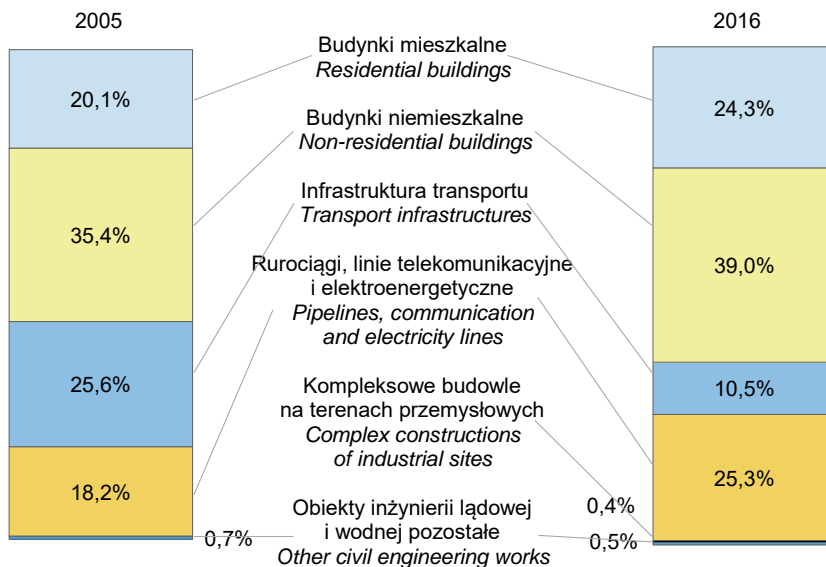 2005
2016
20,1%
35,4%
25,6%
18,2%
0,7%
Budynki mieszkalne
Residential buildings
Budynki niemieszkalne
Non-residential buildings
Infrastruktura transportu
Transport infrastructures
Rurociągi, linie telekomunikacyjne
i elektroenergetyczne
Pipelines, communication
and electricity lines
Kompleksowe budowle
na terenach przemysłowych
Complex constructions
of industrial sites
Obiekty inżynierii lądowej
i wodnej pozostałe
Other civil engineering works
24,3%
39,0%
10,5%
25,3%
0,4%
0,5%